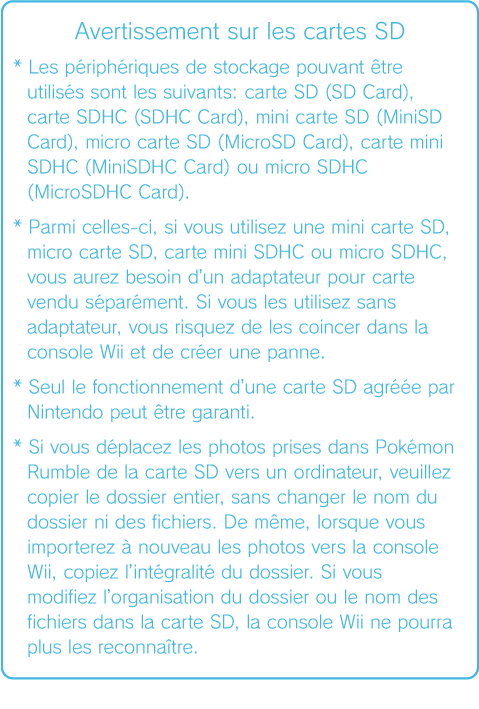 Avertissement sur les cartes SD
* Les périphériques de stockage pouvant être
utilisés sont les suivants: carte SD (SD Card),
carte SDHC (SDHC Card), mini carte SD (MiniSD
Card), micro carte SD (MicroSD Card), carte mini
SDHC (MiniSDHC Card) ou micro SDHC
(MicroSDHC Card).
* Parmi celles-ci, si vous utilisez une mini carte SD,
micro carte SD, carte mini SDHC ou micro SDHC,
vous aurez besoin d'un adaptateur pour carte
vendu séparément. Si vous les utilisez sans
adaptateur, vous risquez de les coincer dans la
console Wii et de créer une panne.
* Seul le fonctionnement d'une carte SD agréée par
Nintendo peut être garanti.
* Si vous déplacez les photos prises dans Pokémon
Rumble de la carte SD vers un ordinateur, veuillez
copier le dossier entier, sans changer le nom du
dossier ni des fichiers. De même, lorsque vous
importerez à nouveau les photos vers la console
Wii, copiez l'intégralité du dossier. Si vous
modifiez l'organisation du dossier ou le nom des
fichiers dans la carte SD, la console Wii ne pourra
plus les reconnaître.